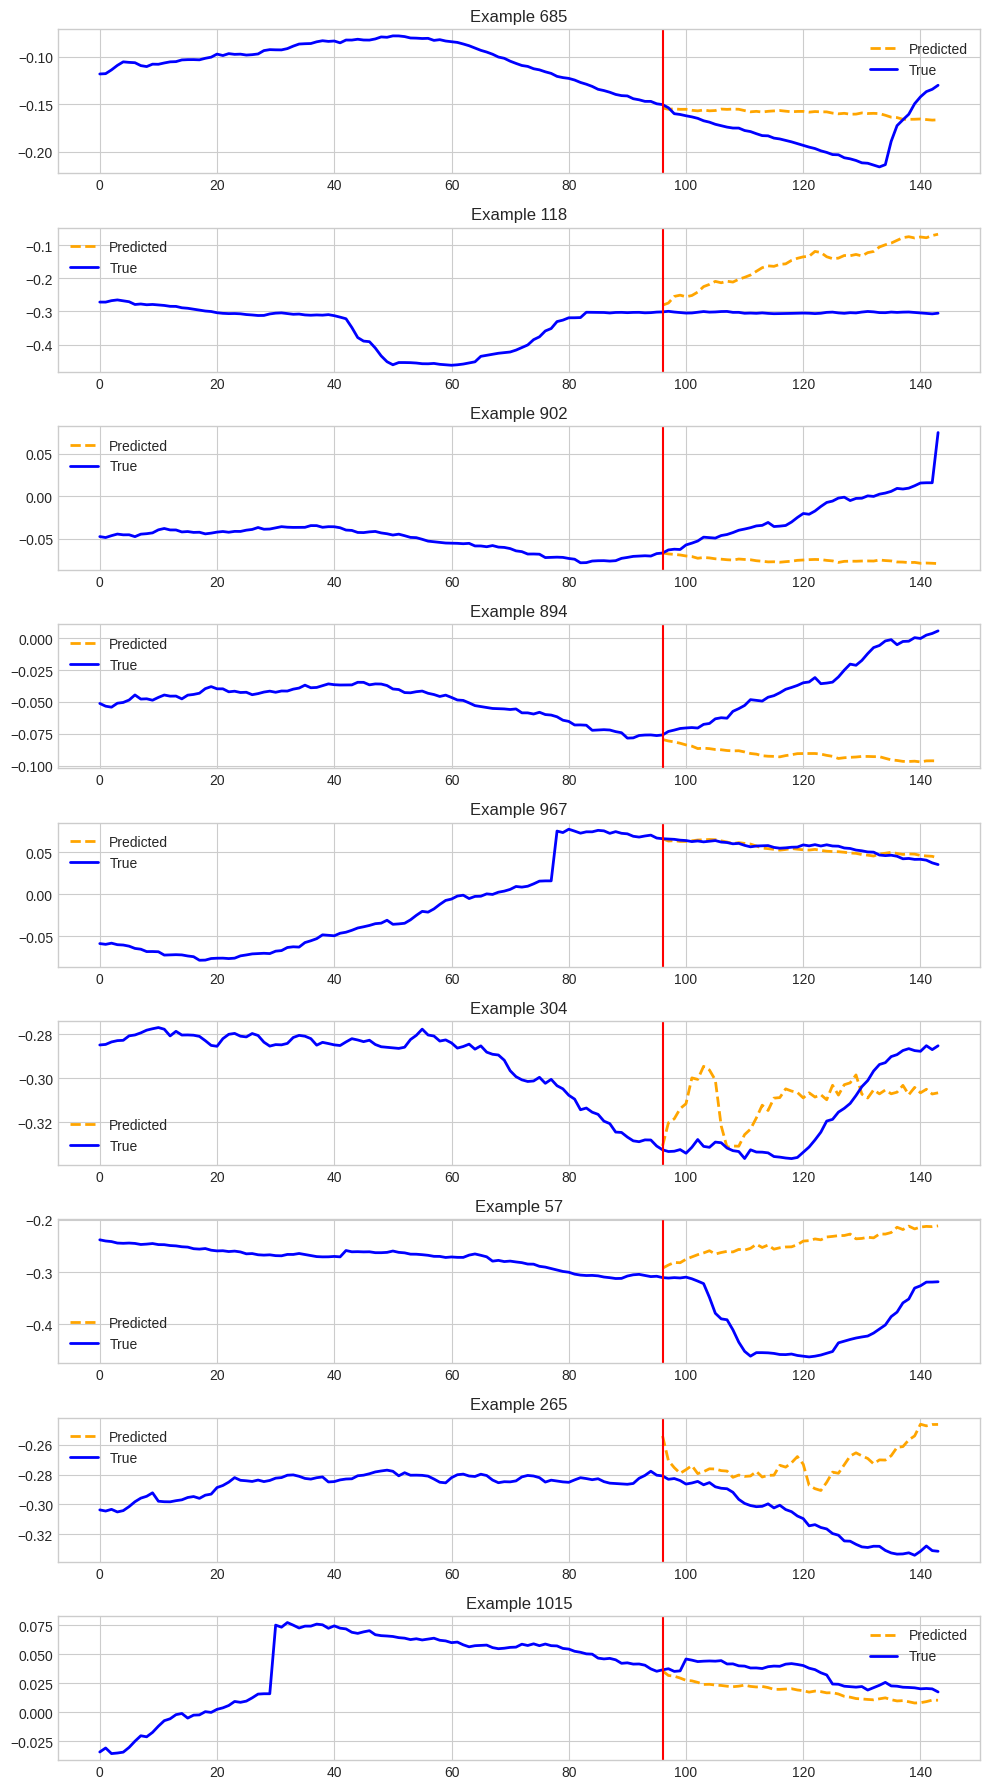 Example 685
Predicted
True
−0.10
−0.15
−0.20
0 20 40 60 80 100 120 140
Example 118
Predicted
True
−0.1
−0.2
−0.3
−0.4
0 20 40 60 80 100 120 140
Example 902
Predicted
True
0.05
0.00
−0.05
0 20 40 60 80 100 120 140
Example 894
Predicted
True
0.000
−0.025
−0.050
−0.075
−0.100
0 20 40 60 80 100 120 140
Example 967
Predicted
True
0.05
0.00
−0.05
0 20 40 60 80 100 120 140
Example 304
−0.28
−0.30
−0.32
Predicted
True
0 20 40 60 80 100 120 140
Example 57
−0.2
−0.3
−0.4
Predicted
True
0 20 40 60 80 100 120 140
Example 265
Predicted
True
−0.26
−0.28
−0.30
−0.32
0 20 40 60 80 100 120 140
Example 1015
Predicted
True
0.075
0.050
0.025
0.000
−0.025
0 20 40 60 80 100 120 140